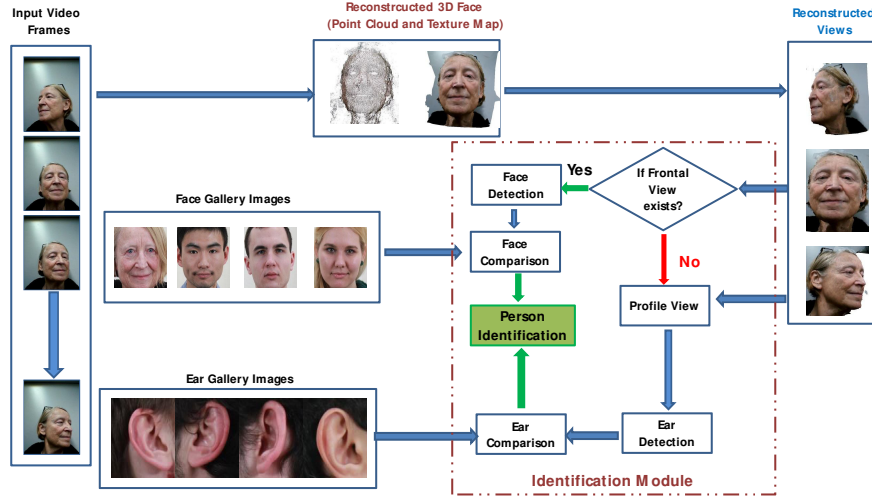 Input Video
Frames
Reconstrcucted 3D Face
(Point Cloud and Texture Map)
Reconstructed
Views
Face Gallery Images
Face
Detection
Yes
If Frontal
View
exists?
Face
Comparison
No
Person
Identification
Profile View
Ear Gallery Images
Ear
Comparison
Ear
Detection
Identification Module